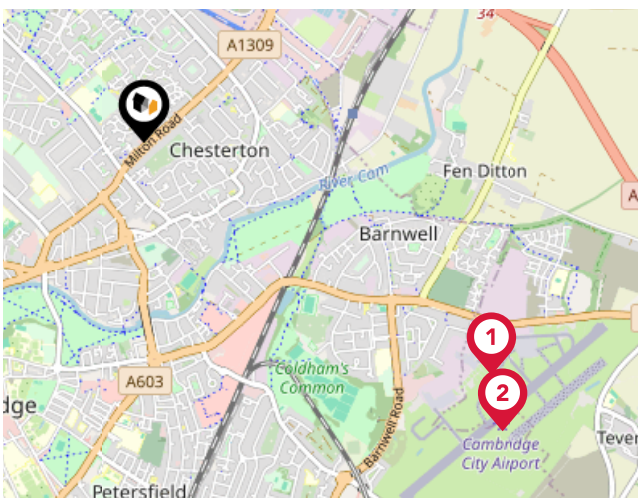 34
A1309
Milton Road
Chesterton
River Cam
Fen Ditton
A
Barnwell
1
Coldham's
Common
A603
2
dge
Barnwell Road
Cambridge
City Airport
Tever
Petersfield